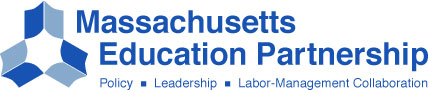 Massachusetts
Education Partnership
Policy ■ Leadership ■ Labor-Management Collaboration